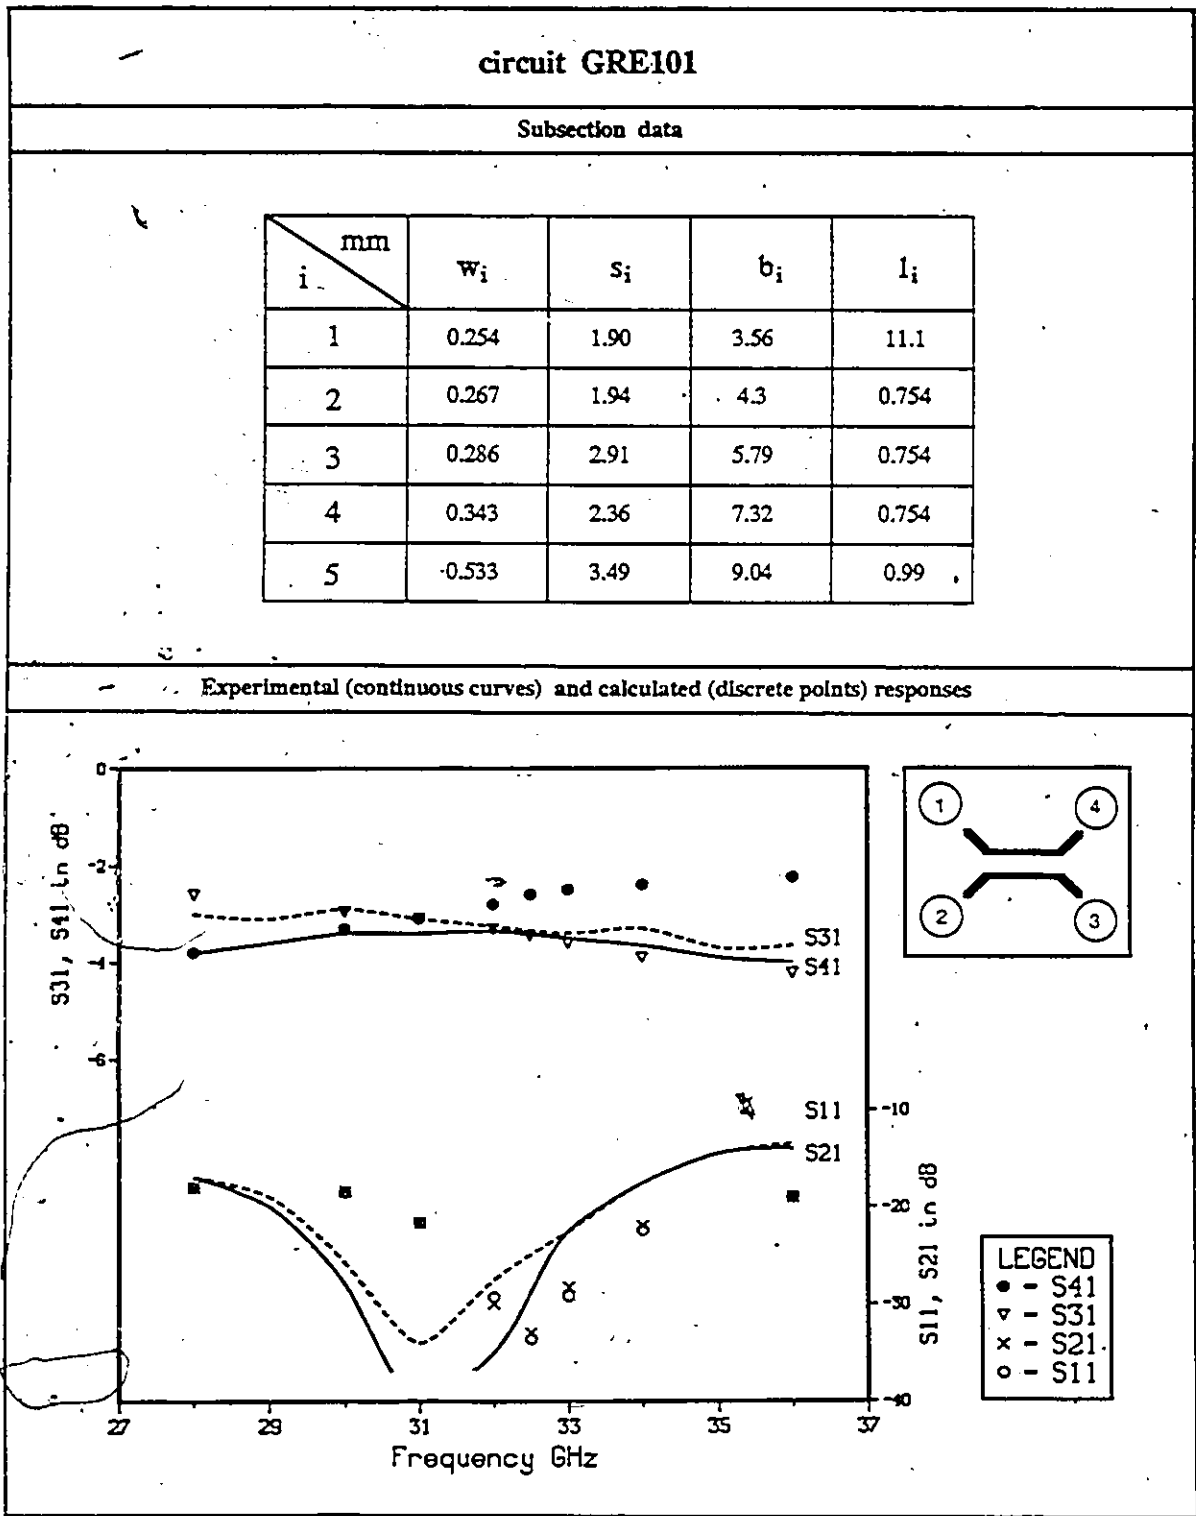 circuit GRE101
Subsection data
mm
i
wi si bi li
1 0.254 1.90 3.56 11.1
2 0.267 1.94 4.3 0.754
3 0.286 2.91 5.79 0.754
4 0.343 2.36 7.32 0.754
5 0.533 3.49 9.04 0.99
Experimental (continuous curves) and calculated (discrete points) responses
0
-2
-4
-6
S31, S41 in dB
S31
S41
S11
S21
-10
-20
-30
-40
S11, S21 in dB
27 29 31 33 35 37
Frequency GHz
1 4
2 3
LEGEND
● - S41
▽ - S31
× - S21
○ - S11